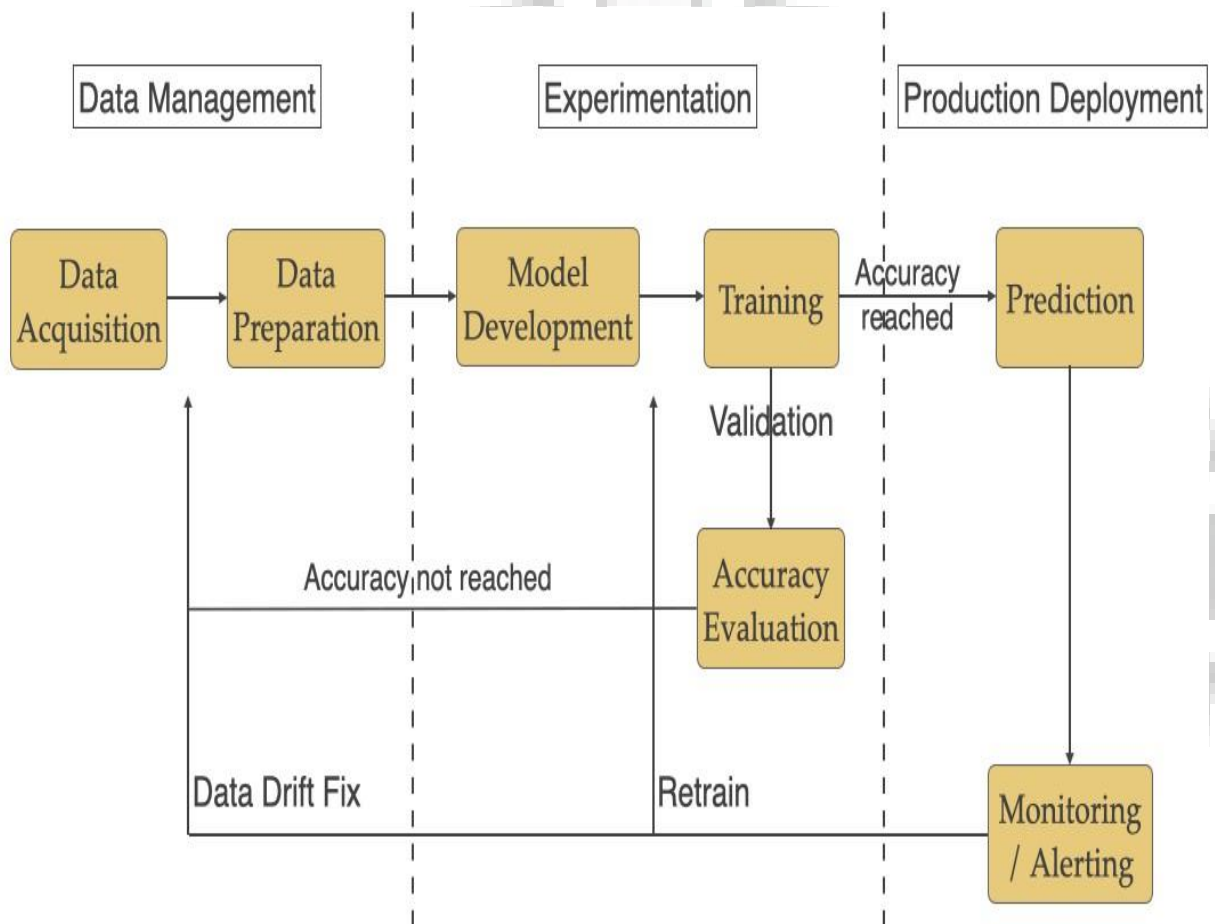 Data Management
Experimentation
Production Deployment
Data
Acquisition
Data
Preparation
Model
Development
Training
Accuracy
reached
Prediction
Validation
Accuracy not reached
Accuracy
Evaluation
Data Drift Fix
Retrain
Monitoring
/ Alerting